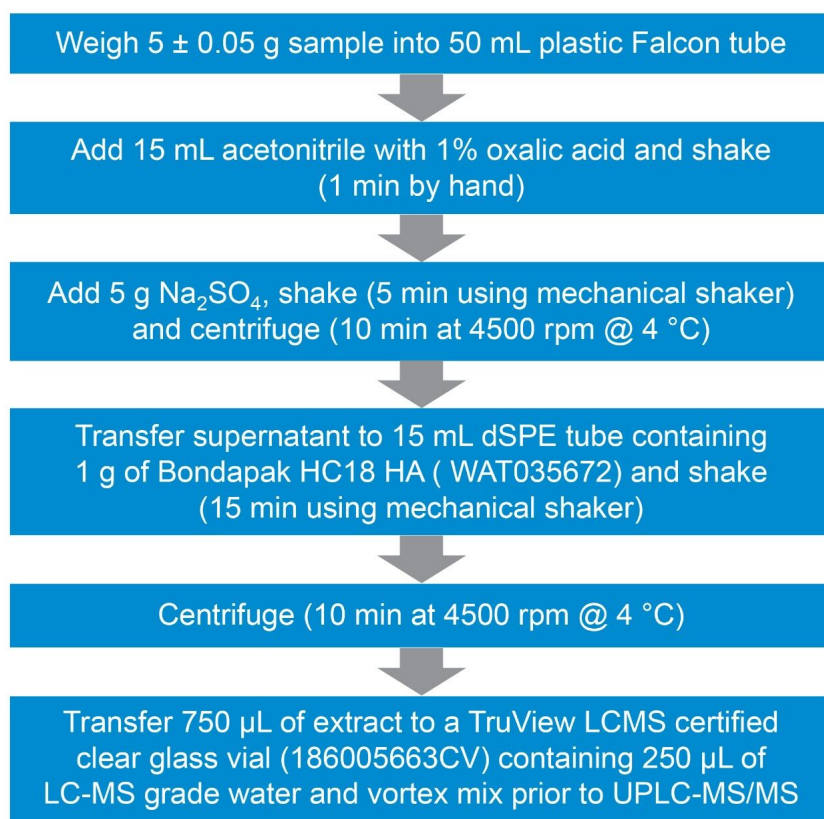 Weigh 5 ± 0.05 g sample into 50 mL plastic Falcon tube
Add 15 mL acetonitrile with 1% oxalic acid and shake
(1 min by hand)
Add 5 g Na₂SO₄, shake (5 min using mechanical shaker)
and centrifuge (10 min at 4500 rpm @ 4 °C)
Transfer supernatant to 15 mL dSPE tube containing
1 g of Bondapak HC18 HA ( WAT035672) and shake
(15 min using mechanical shaker)
Centrifuge (10 min at 4500 rpm @ 4 °C)
Transfer 750 µL of extract to a TruView LCMS certified
clear glass vial (186005663CV) containing 250 µL of
LC-MS grade water and vortex mix prior to UPLC-MS/MS